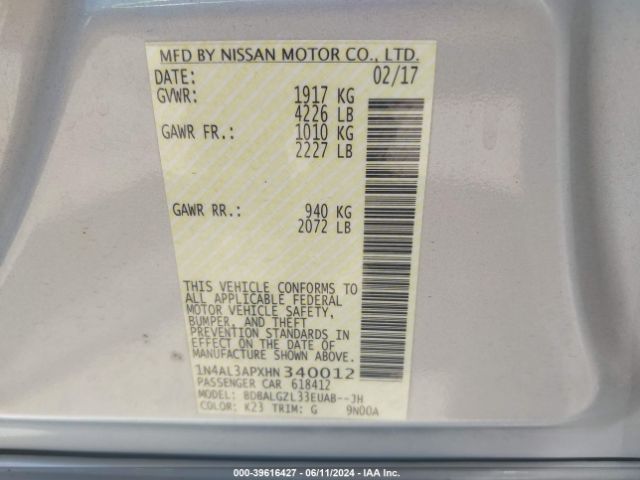 MFD BY NISSAN MOTOR CO., LTD.
DATE: 02/17
GVWR: 1917 KG
4226 LB
GAWR FR.: 1010 KG
2227 LB
GAWR RR.: 940 KG
2072 LB
THIS VEHICLE CONFORMS TO
ALL APPLICABLE FEDERAL
MOTOR VEHICLE SAFETY,
BUMPER, AND THEFT
PREVENTION STANDARDS IN
EFFECT ON THE DATE OF
MANUFACTURE SHOWN ABOVE.
1N4AL3APXHN340012
PASSENGER CAR 618412
MODEL: BDBALGZL33EUAB--JH
COLOR: K23 TRIM: G 9N00A
000-39616427 - 06/11/2024 - IAA Inc.